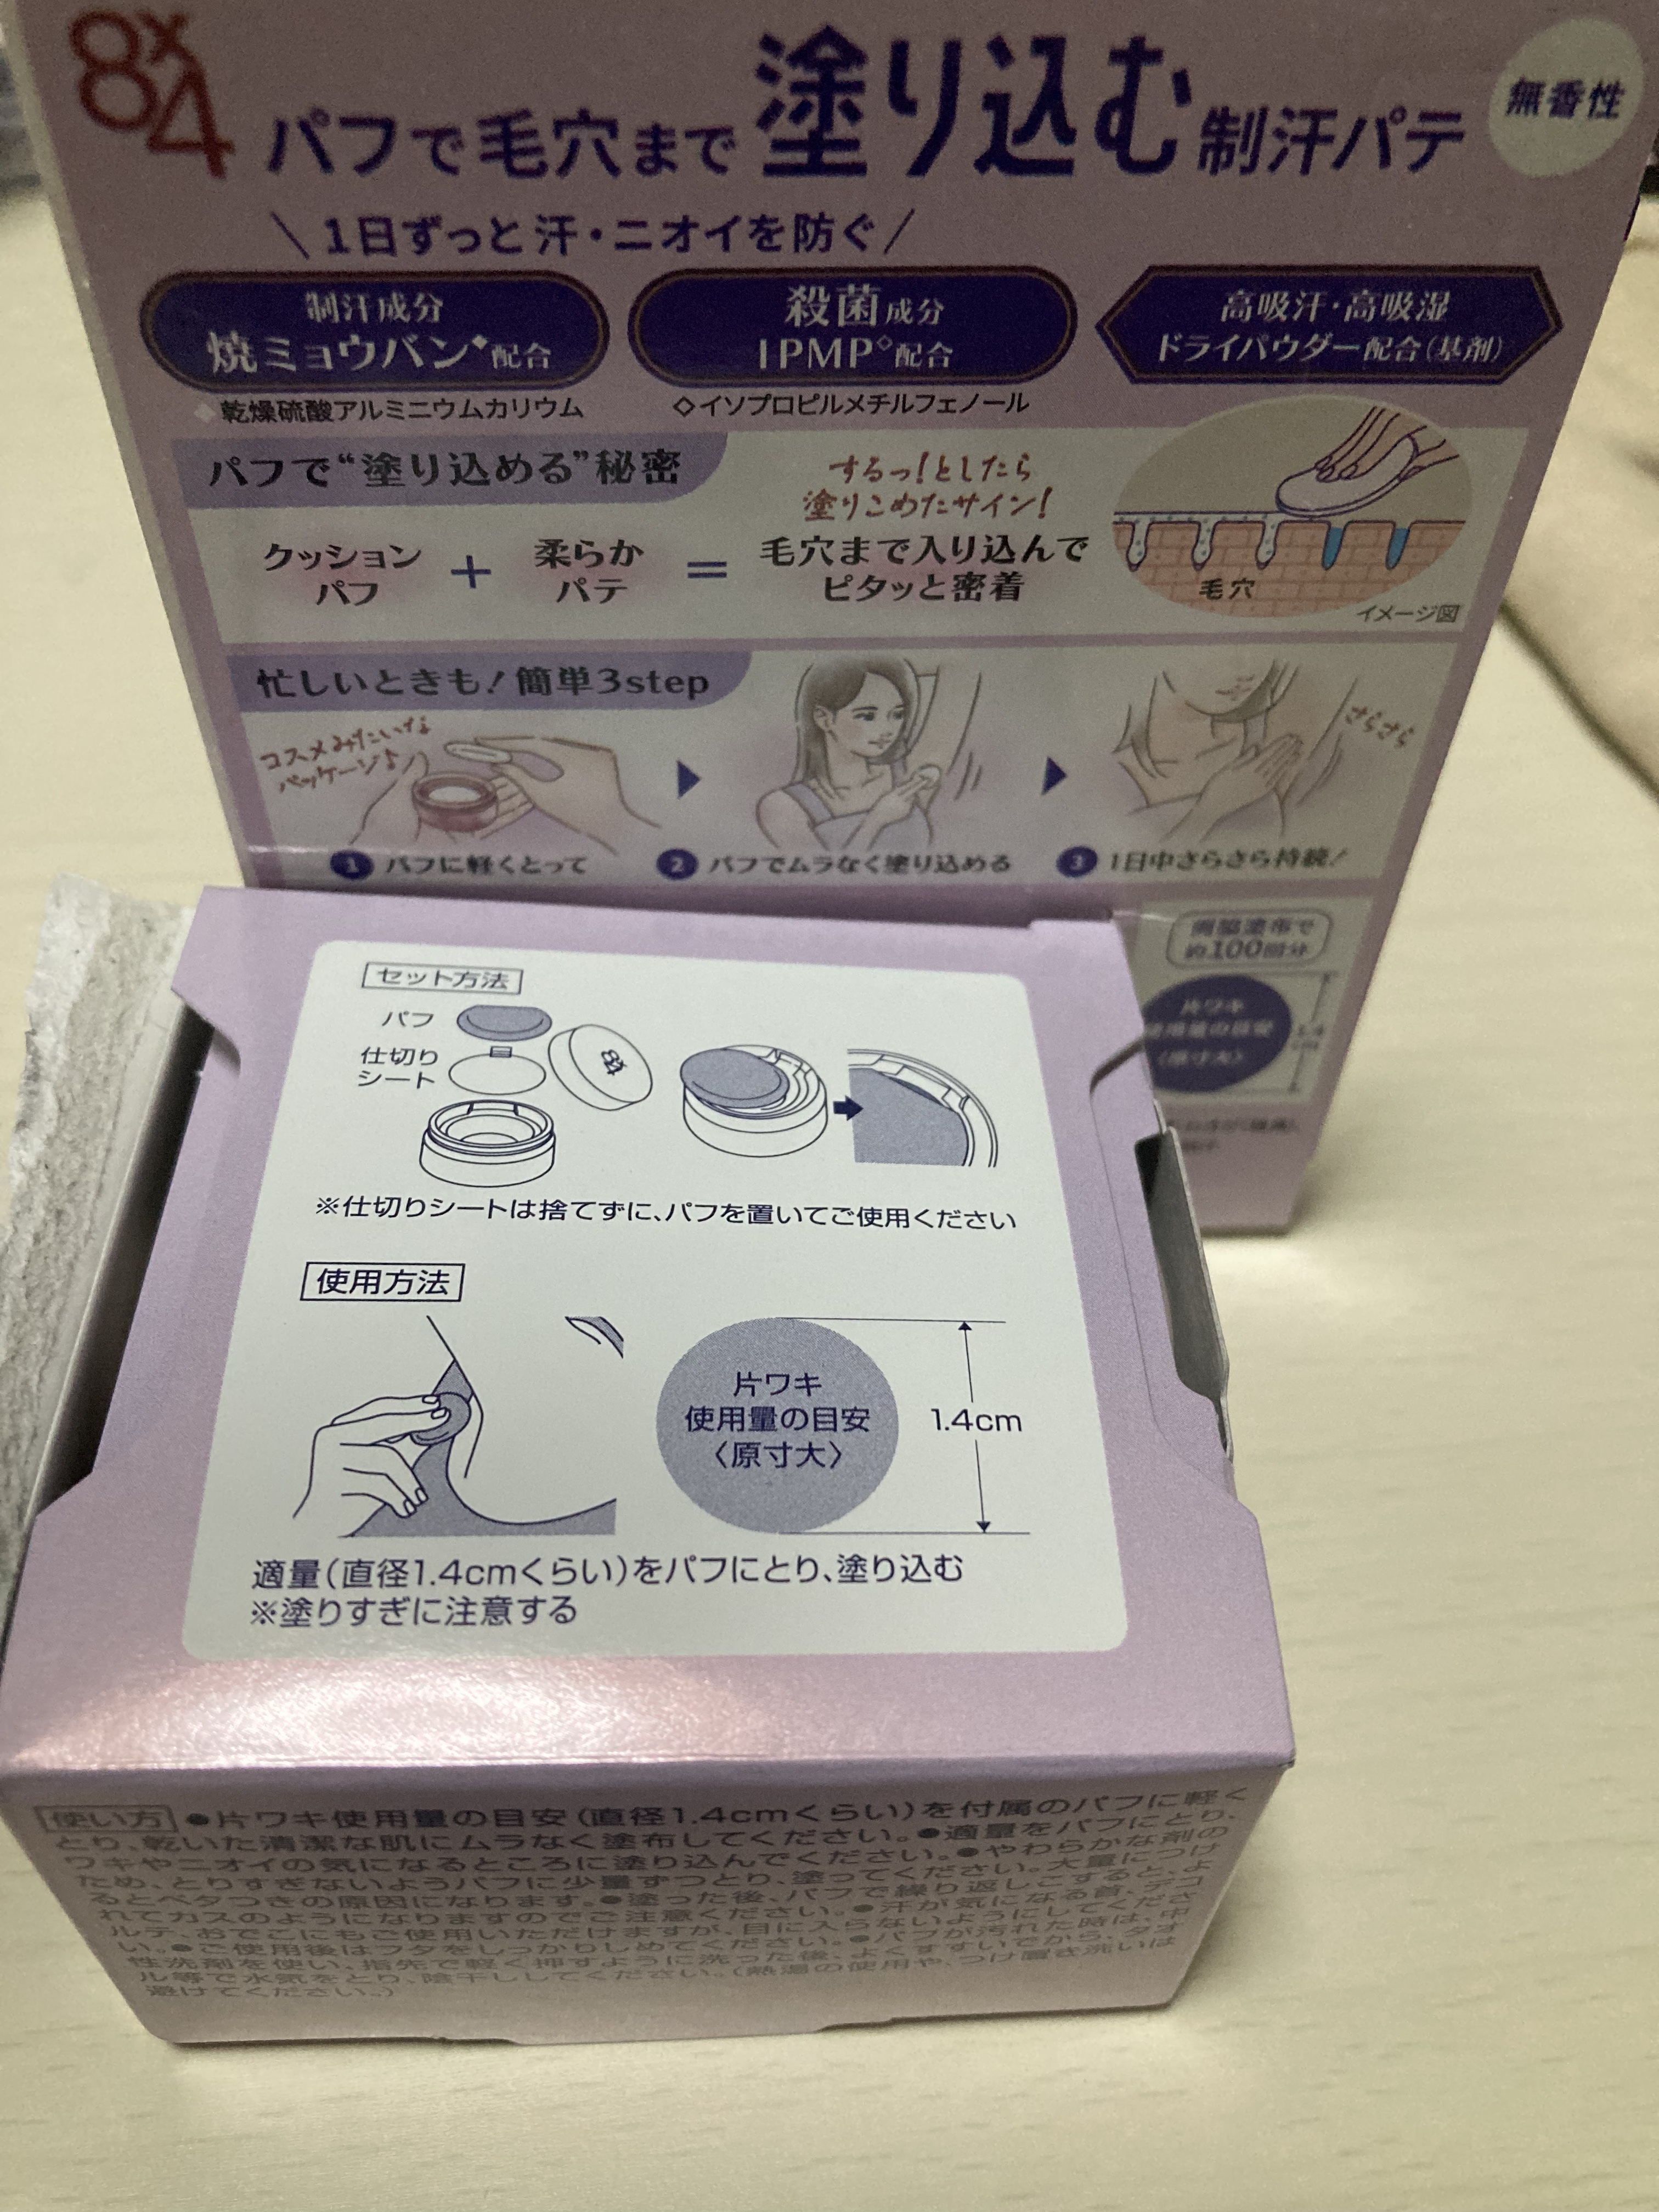 8x4
パフで毛穴まで塗り込む制汗パテ
無香性
\1日ずっと汗・ニオイを防ぐ/
制汗成分
焼ミョウバン◆配合
殺菌成分
IPMP◇配合
高吸汗・高吸湿
ドライパウダー配合(基剤)
◆乾燥硫酸アルミニウムカリウム
◇イソプロピルメチルフェノール
パフで“塗り込める”秘密
クッション
パフ
+
柔らか
パテ
=
するっ!としたら
塗りこめたサイン!
毛穴まで入り込んで
ピタッと密着
毛穴
イメージ図
忙しいときも!簡単3step
コスメみたいな
パッケージ♪
さらさら
1 パフに軽くとって
2 パフでムラなく塗り込める
3 1日中さらさら持続!
両脇塗布で
約100回分
片ワキ
使用量の目安
〈原寸大〉
セット方法
パフ
仕切り
シート
8x4
※仕切りシートは捨てずに、パフを置いてご使用ください
使用方法
片ワキ
使用量の目安
〈原寸大〉
1.4cm
適量(直径1.4cmくらい)をパフにとり、塗り込む
※塗りすぎに注意する
使い方 ●片ワキ使用量の目安(直径1.4cmくらい)を付属のパフに軽く
とり、乾いた清潔な肌にムラなく塗布してください。●適量をパフにとり、
ワキやニオイの気になるところに塗り込んでください。●やわらかな剤の
ため、とりすぎないようパフに少量ずつとり、塗ってください。大量につけ
るとベタつきの原因になります。●塗った後、パフで繰り返しこすると、よ
れてカスのようになりますのでご注意ください。●汗が気になる首、デコ
ルテ、おでこにもご使用いただけますが、目に入らないようにしてくださ
い。●ご使用後はフタをしっかりしめてください。●パフが汚れた時は、中
性洗剤を使い、指先で軽く押すように洗った後、よくすすいでから、タオ
ル等で水気をとり、陰干ししてください。(熱湯の使用や、つけ置き洗いは
避けてください。)